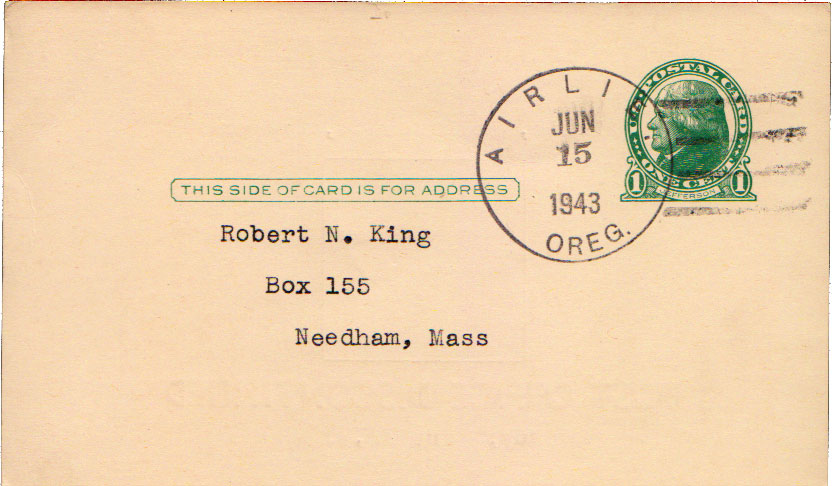 AIRLI
JUN
15
1943
OREG.
U.S. POSTAL CARD
ONE CENT
1 JEFFERSON 1
THIS SIDE OF CARD IS FOR ADDRESS
Robert N. King
Box 155
Needham, Mass